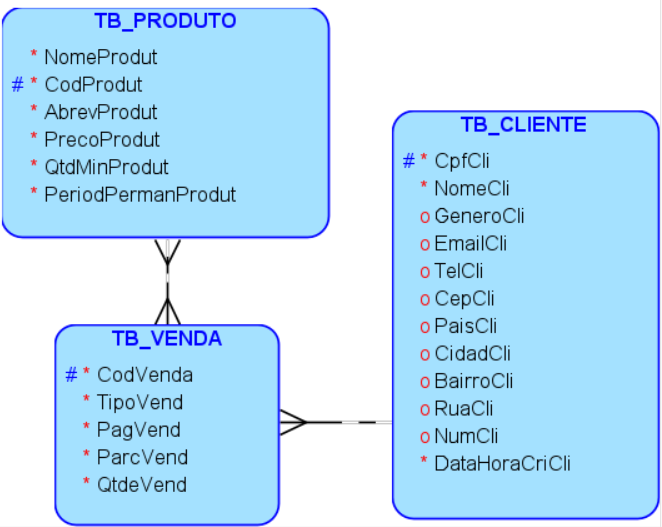 TB_PRODUTO
* NomeProdut
# * CodProdut
* AbrevProdut
* PrecoProdut
* QtdMinProdut
* PeriodPermanProdut
TB_CLIENTE
# * CpfCli
* NomeCli
o GeneroCli
o EmailCli
o TelCli
o CepCli
o PaisCli
o CidadCli
o BairroCli
o RuaCli
o NumCli
* DataHoraCriCli
TB_VENDA
# * CodVenda
* TipoVend
* PagVend
* ParcVend
* QtdeVend